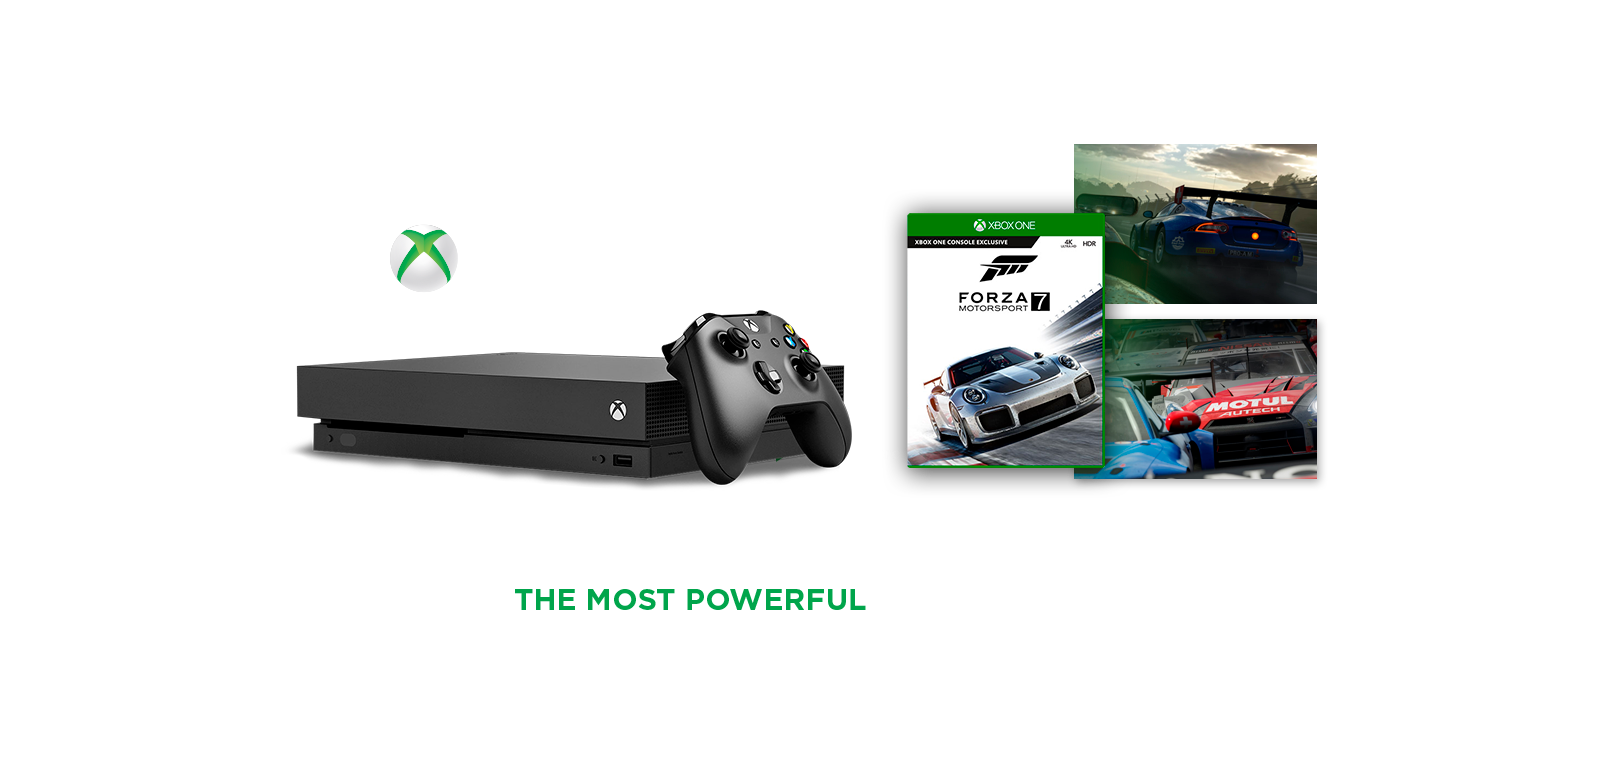 XBOX ONE
XBOX ONE CONSOLE EXCLUSIVE
4K
ULTRA HD
HDR
FORZA
MOTORSPORT
7
MOTUL
AUTECH
THE MOST POWERFUL